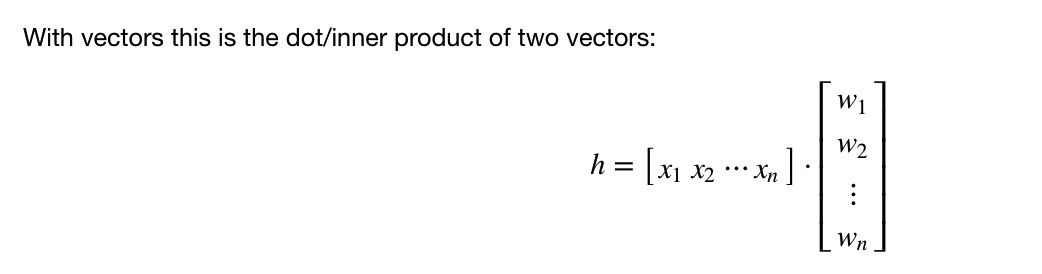 With vectors this is the dot/inner product of two vectors:
h = [x₁ x₂ ⋯ xₙ] · [w₁ w₂ ⋮ wₙ]